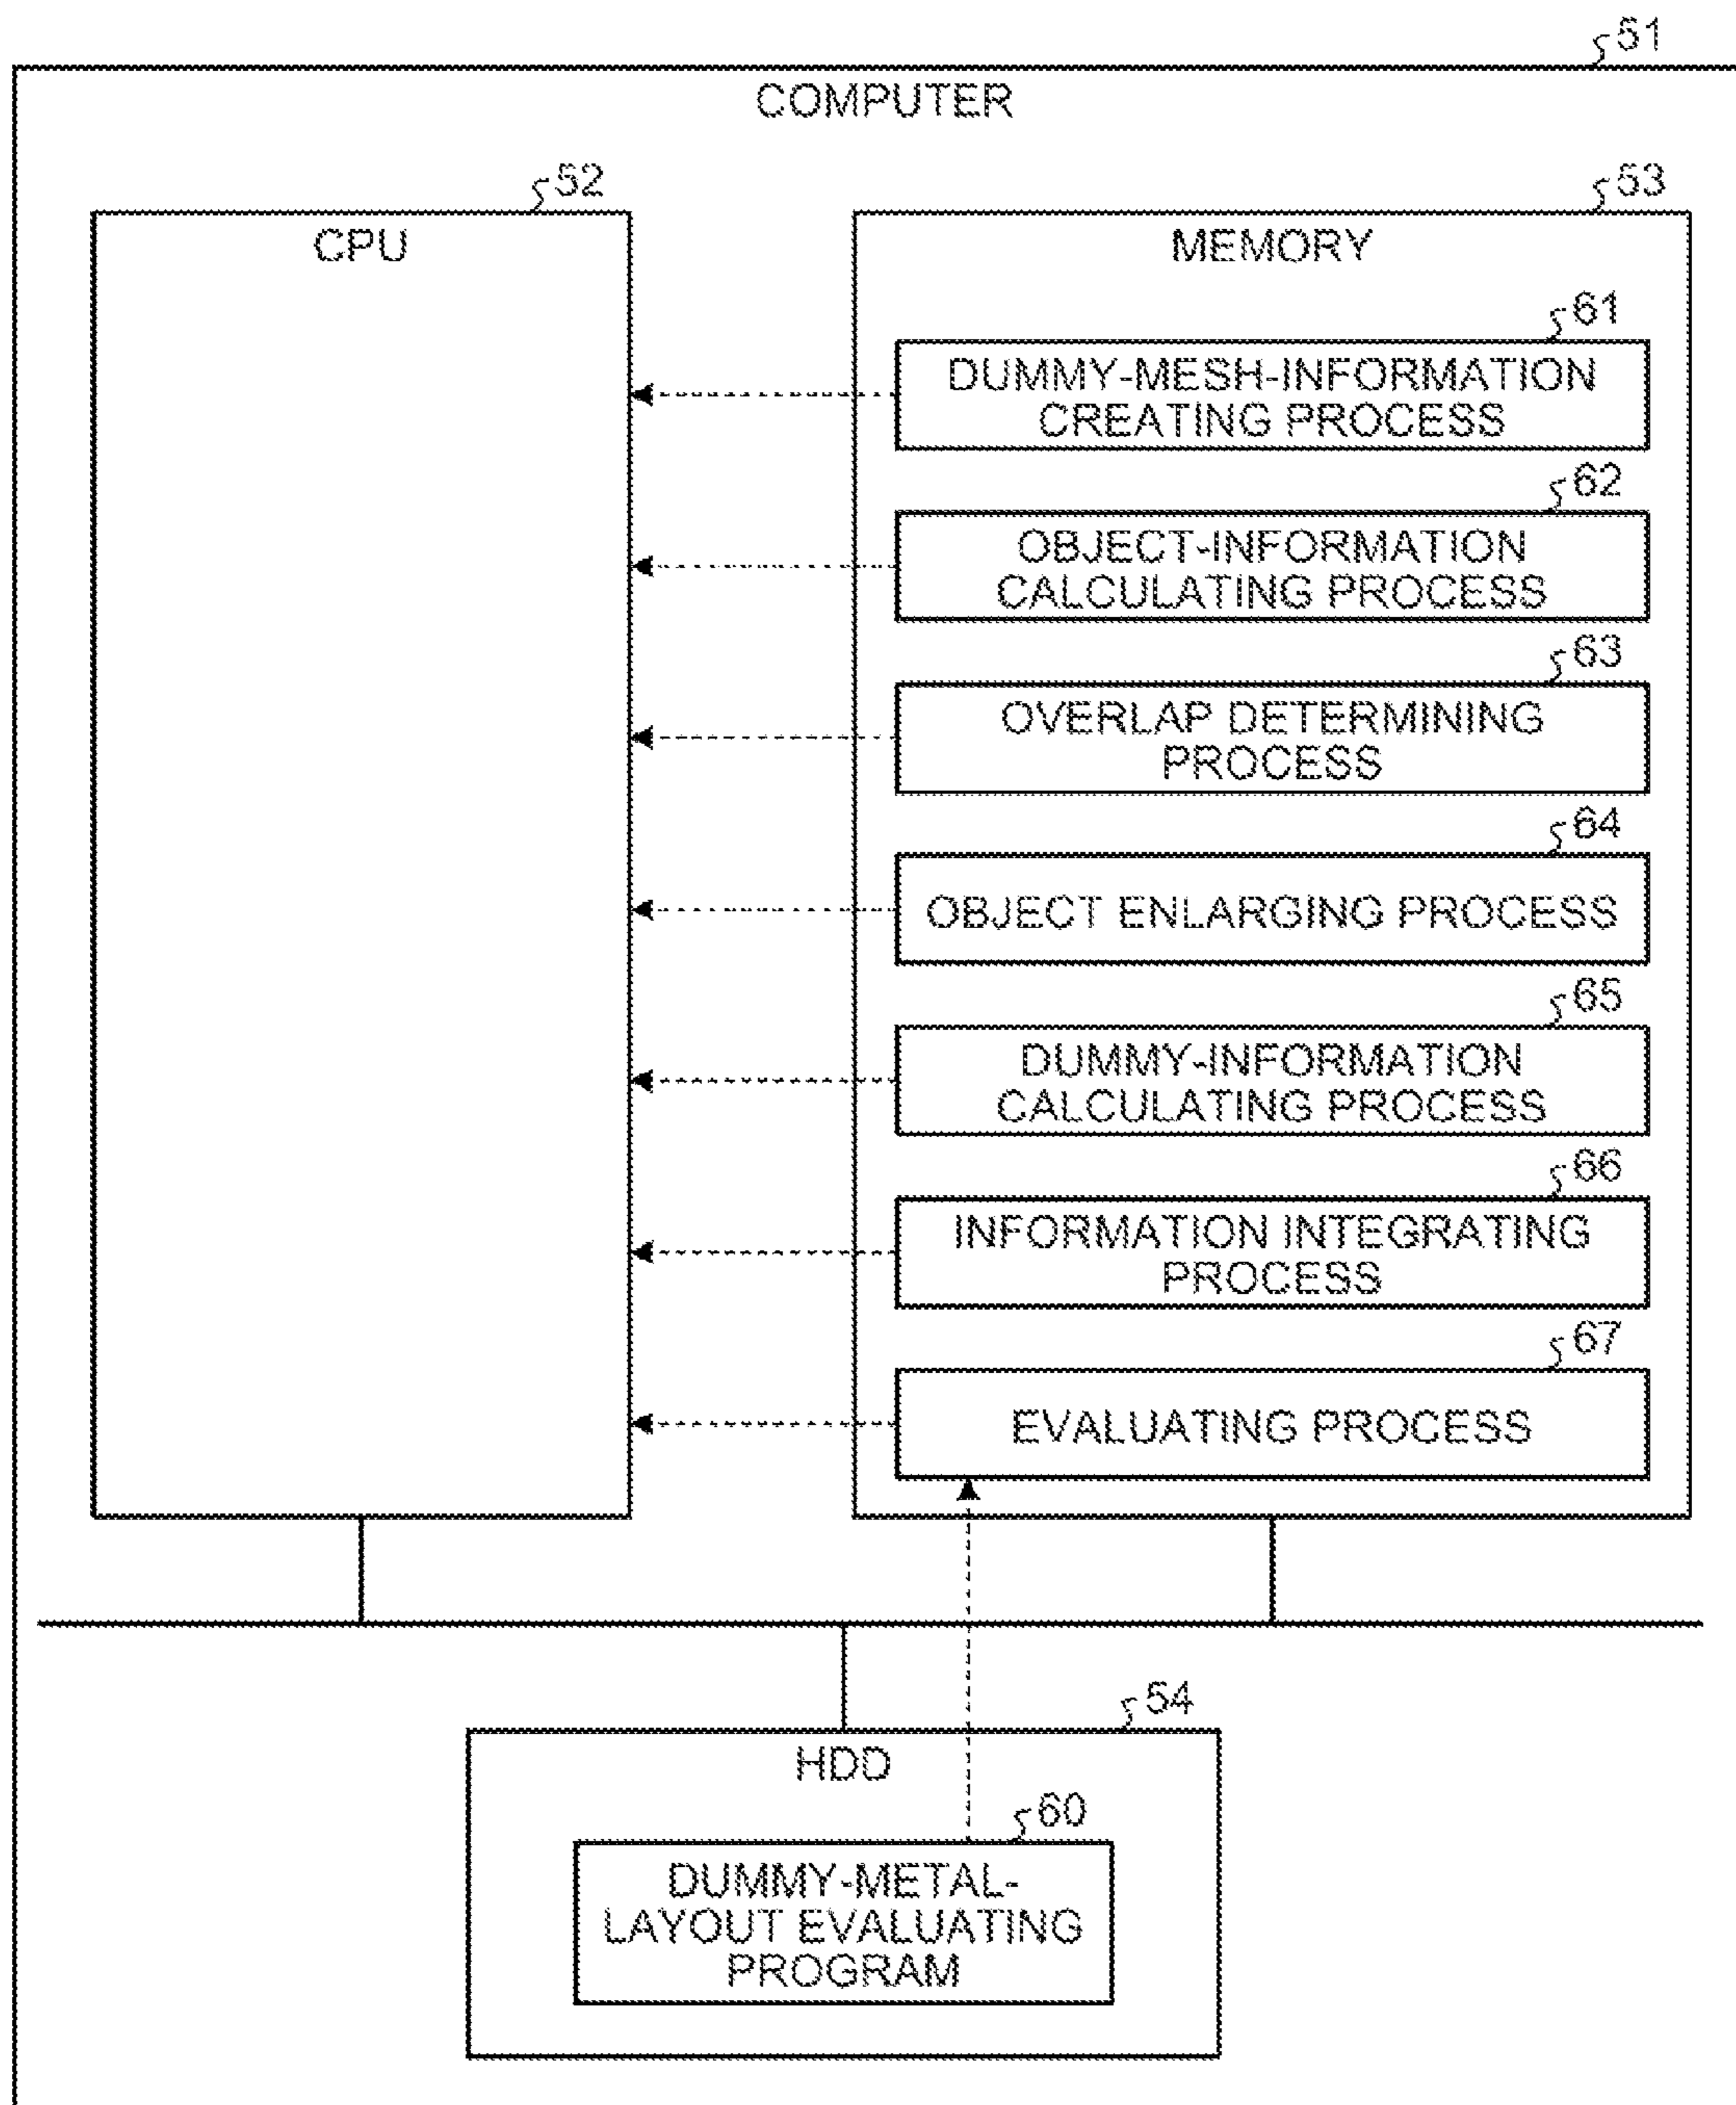 51
COMPUTER
52
CPU
53
MEMORY
61
DUMMY-MESH-INFORMATION
CREATING PROCESS
62
OBJECT-INFORMATION
CALCULATING PROCESS
63
OVERLAP DETERMINING
PROCESS
64
OBJECT ENLARGING PROCESS
65
DUMMY-INFORMATION
CALCULATING PROCESS
66
INFORMATION INTEGRATING
PROCESS
67
EVALUATING PROCESS
54
HDD
60
DUMMY-METAL-
LAYOUT EVALUATING
PROGRAM